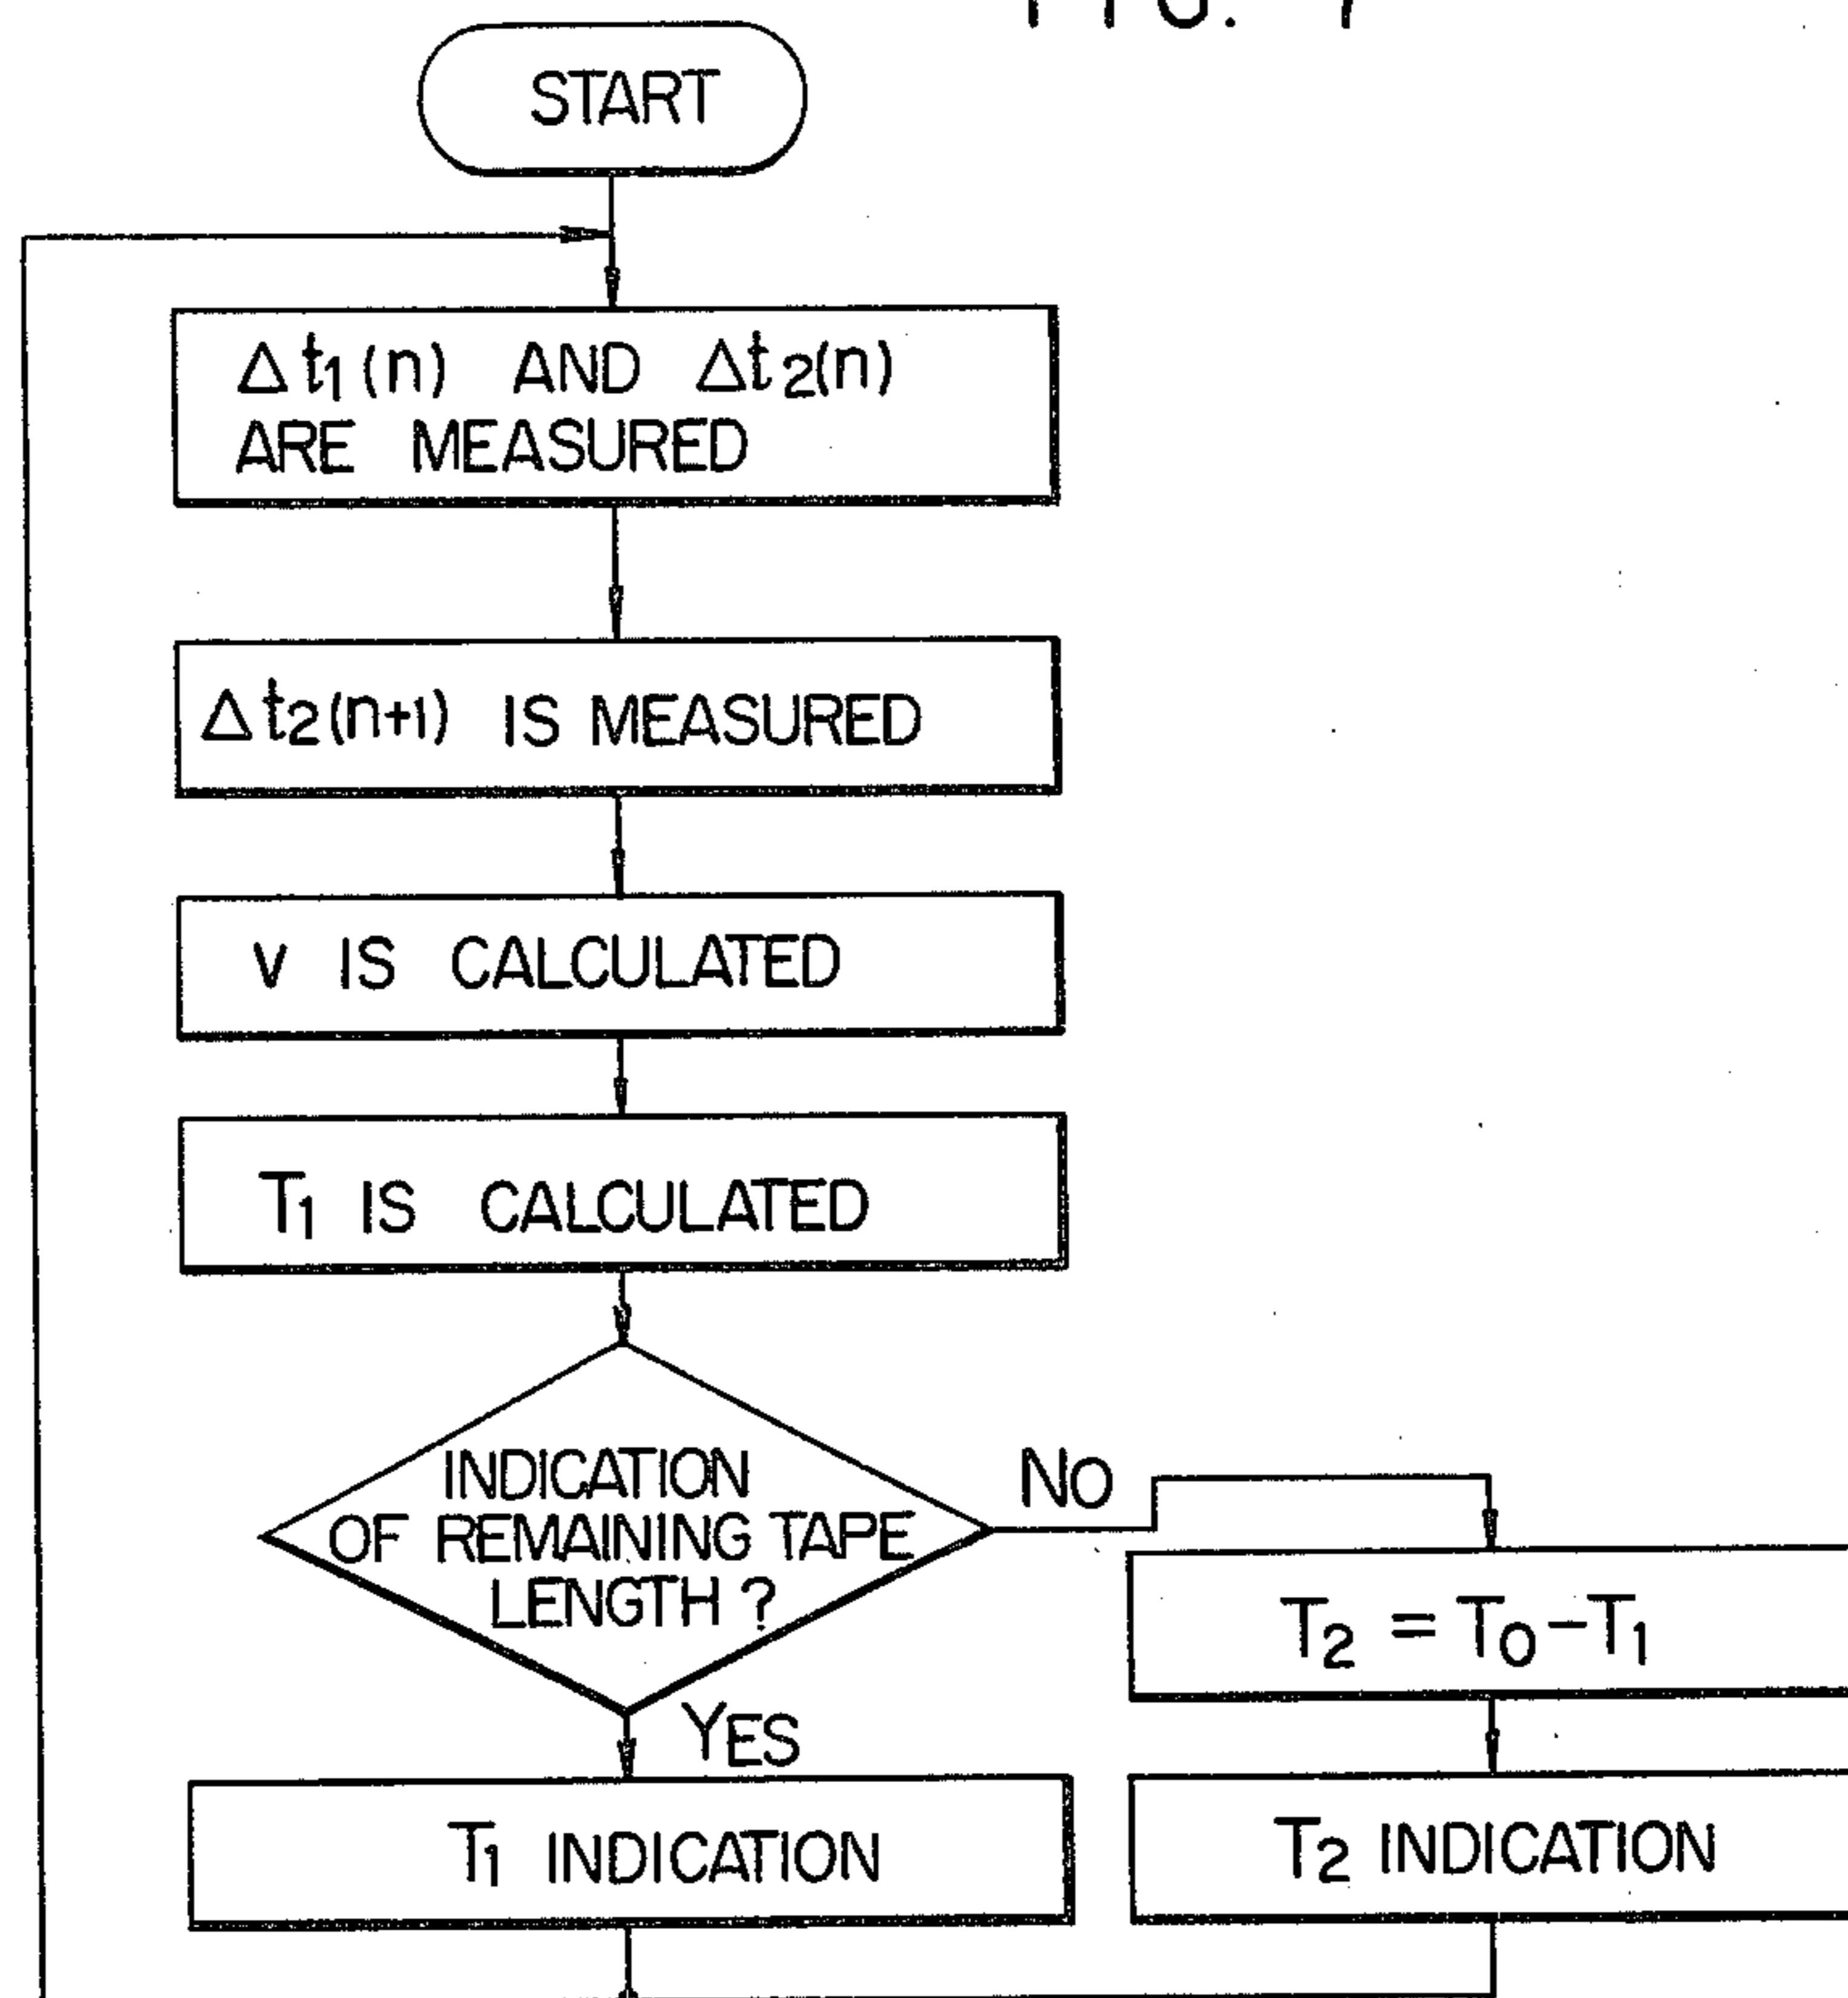 START
Δt₁(n) AND Δt₂(n)
ARE MEASURED
Δt₂(n+1) IS MEASURED
v IS CALCULATED
T₁ IS CALCULATED
INDICATION
OF REMAINING TAPE
LENGTH ?
NO
YES
T₂ = T₀-T₁
T₁ INDICATION
T₂ INDICATION